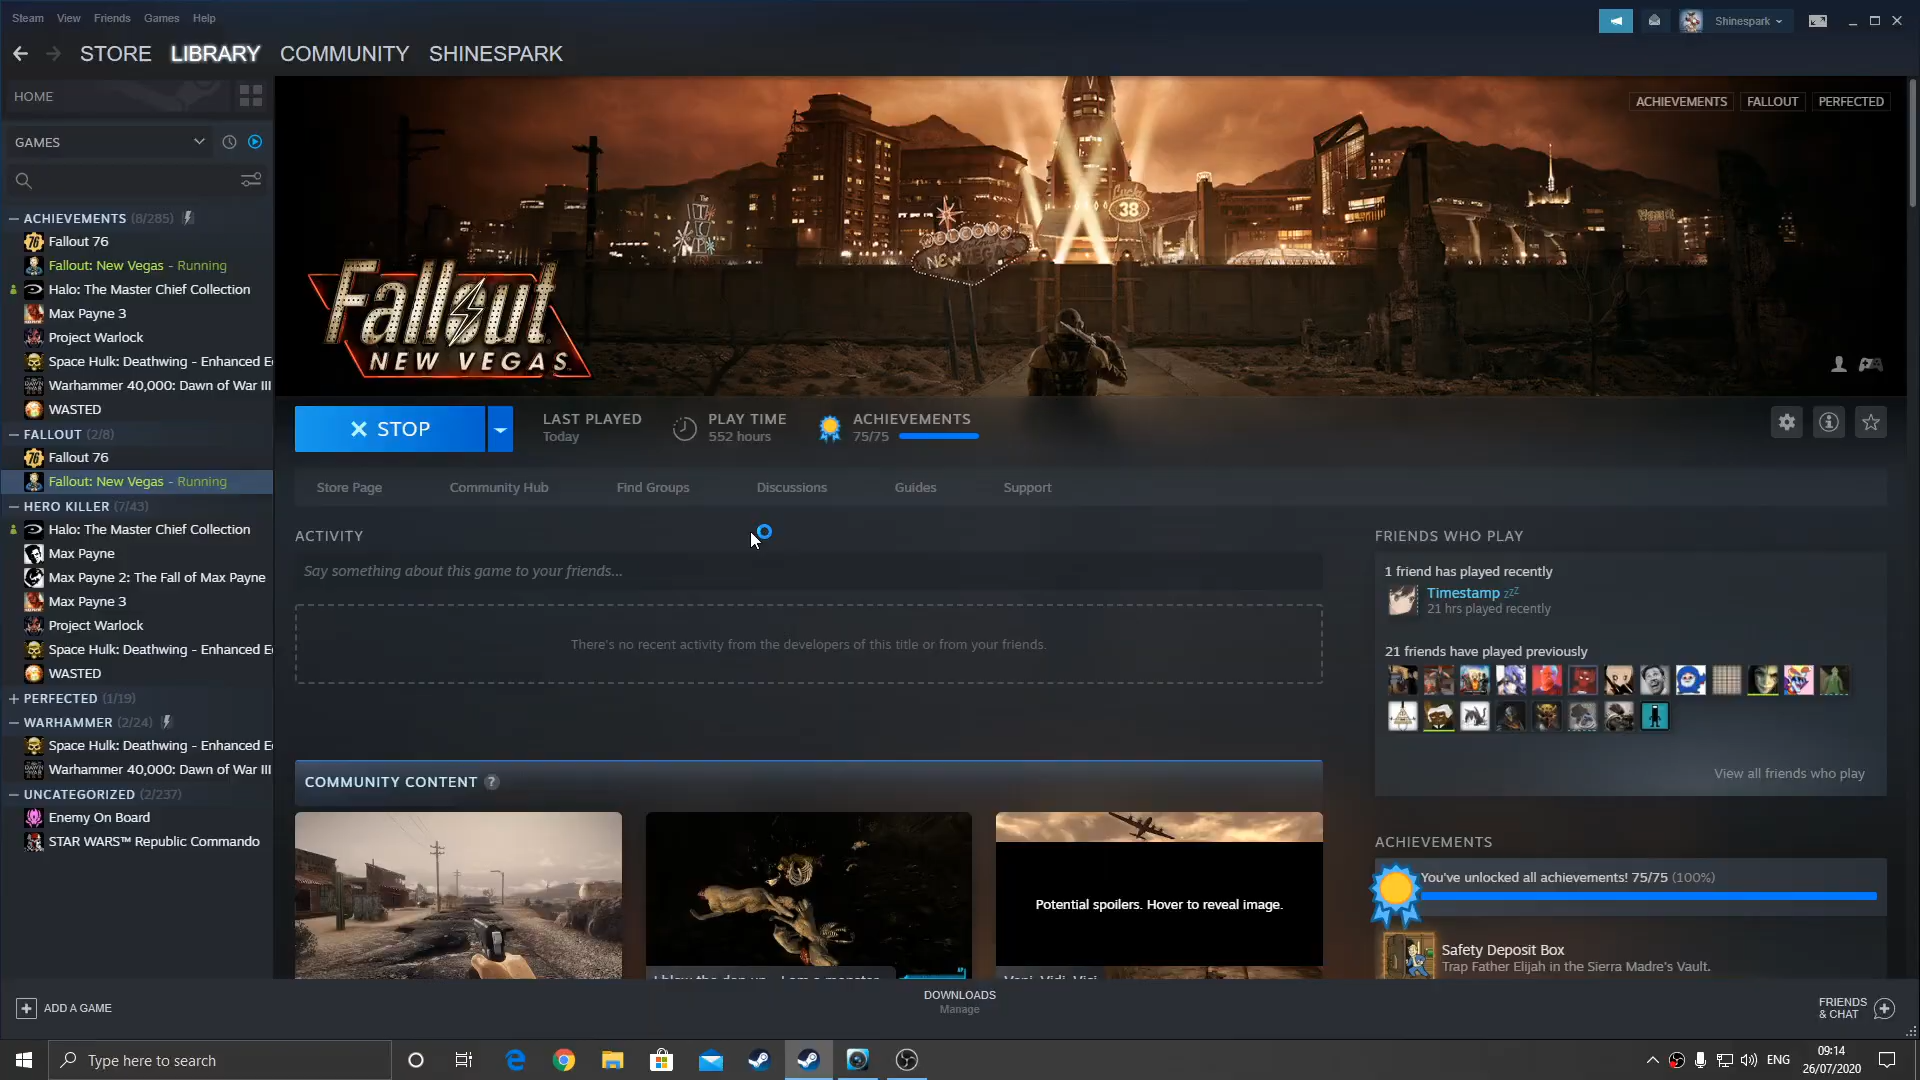 Steam View Friends Games Help
Shinespark
STORE LIBRARY COMMUNITY SHINESPARK
HOME
GAMES
ACHIEVEMENTS (8/285)
Fallout 76
Fallout: New Vegas - Running
Halo: The Master Chief Collection
Max Payne 3
Project Warlock
Space Hulk: Deathwing - Enhanced E
Warhammer 40,000: Dawn of War III
WASTED
FALLOUT (2/8)
Fallout 76
Fallout: New Vegas - Running
HERO KILLER (7/43)
Halo: The Master Chief Collection
Max Payne
Max Payne 2: The Fall of Max Payne
Max Payne 3
Project Warlock
Space Hulk: Deathwing - Enhanced E
WASTED
PERFECTED (1/19)
WARHAMMER (2/24)
Space Hulk: Deathwing - Enhanced E
Warhammer 40,000: Dawn of War III
UNCATEGORIZED (2/237)
Enemy On Board
STAR WARS™ Republic Commando
ADD A GAME
ACHIEVEMENTS FALLOUT PERFECTED
Lucky
38
WELCOME
NEW VEGAS
Fallout
NEW VEGAS
STOP
LAST PLAYED
Today
PLAY TIME
552 hours
ACHIEVEMENTS
75/75
Store Page Community Hub Find Groups Discussions Guides Support
ACTIVITY
Say something about this game to your friends...
There's no recent activity from the developers of this title or from your friends.
COMMUNITY CONTENT ?
Potential spoilers. Hover to reveal image.
FRIENDS WHO PLAY
1 friend has played recently
Timestamp zzZ
21 hrs played recently
21 friends have played previously
View all friends who play
ACHIEVEMENTS
You've unlocked all achievements! 75/75 (100%)
Safety Deposit Box
Trap Father Elijah in the Sierra Madre's Vault.
DOWNLOADS
Manage
FRIENDS
& CHAT
Type here to search
ENG
09:14
26/07/2020